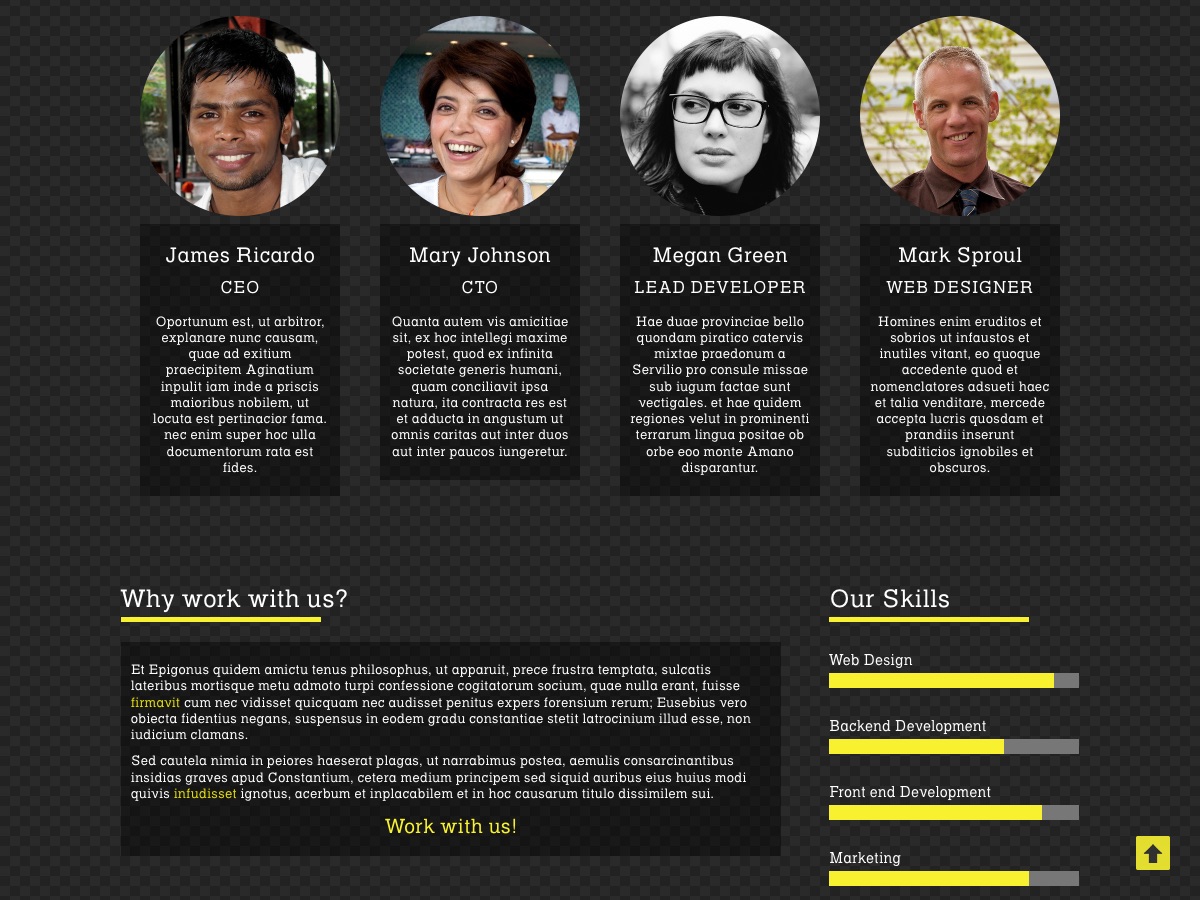 James Ricardo
CEO
Oportunum est, ut arbitror,
explanare nunc causam,
quae ad exitium
praecipitem Aginatium
inpulit iam inde a priscis
maioribus nobilem, ut
locuta est pertinacior fama.
nec enim super hoc ulla
documentorum rata est
fides.
Mary Johnson
CTO
Quanta autem vis amicitiae
sit, ex hoc intellegi maxime
potest, quod ex infinita
societate generis humani,
quam conciliavit ipsa
natura, ita contracta res est
et adducta in angustum ut
omnis caritas aut inter duos
aut inter paucos iungeretur.
Megan Green
LEAD DEVELOPER
Hae duae provinciae bello
quondam piratico catervis
mixtae praedonum a
Servilio pro consule missae
sub iugum factae sunt
vectigales. et hae quidem
regiones velut in prominenti
terrarum lingua positae ob
orbe eoo monte Amano
disparantur.
Mark Sproul
WEB DESIGNER
Homines enim eruditos et
sobrios ut infaustos et
inutiles vitant, eo quoque
accedente quod et
nomenclatores adsueti haec
et talia venditare, mercede
accepta lucris quosdam et
prandiis inserunt
subditicios ignobiles et
obscuros.
Why work with us?
Et Epigonus quidem amictu tenus philosophus, ut apparuit, prece frustra temptata, sulcatis
lateribus mortisque metu admoto turpi confessione cogitatorum socium, quae nulla erant, fuisse
firmavit cum nec vidisset quicquam nec audisset penitus expers forensium rerum; Eusebius vero
obiecta fidentius negans, suspensus in eodem gradu constantiae stetit latrocinium illud esse, non
iudicium clamans.
Sed cautela nimia in peiores haeserat plagas, ut narrabimus postea, aemulis consarcinantibus
insidias graves apud Constantium, cetera medium principem sed siquid auribus eius huius modi
quivis infudisset ignotus, acerbum et inplacabilem et in hoc causarum titulo dissimilem sui.
Work with us!
Our Skills
Web Design
Backend Development
Front end Development
Marketing